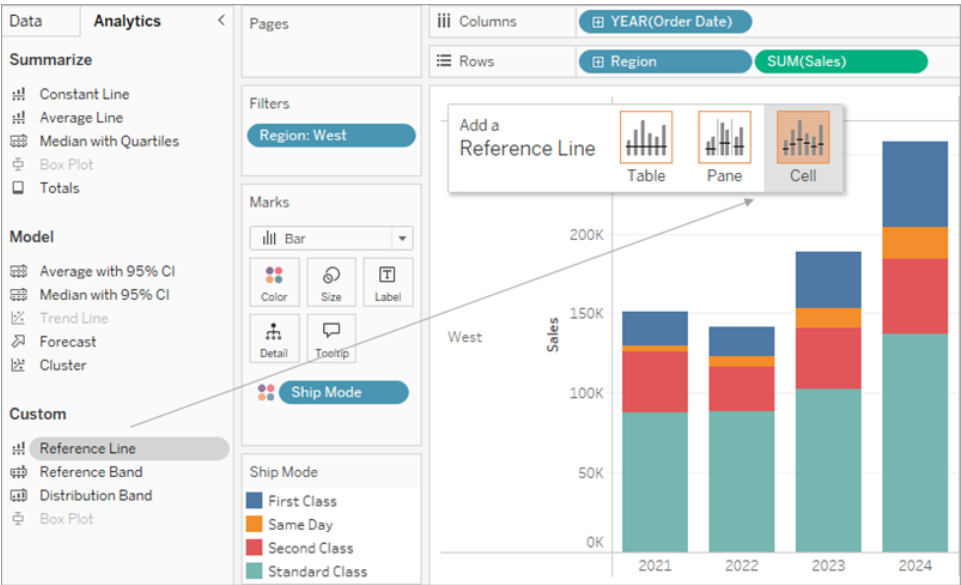 Data
Analytics
Summarize
Constant Line
Average Line
Median with Quartiles
Box Plot
Totals
Model
Average with 95% CI
Median with 95% CI
Trend Line
Forecast
Cluster
Custom
Reference Line
Reference Band
Distribution Band
Box Plot
Pages
Filters
Region: West
Marks
Bar
Color
Size
Label
Detail
Tooltip
Ship Mode
Ship Mode
First Class
Same Day
Second Class
Standard Class
Columns
YEAR(Order Date)
Rows
Region
SUM(Sales)
Add a
Reference Line
Table
Pane
Cell
West
Sales
200K
150K
100K
50K
0K
2021
2022
2023
2024